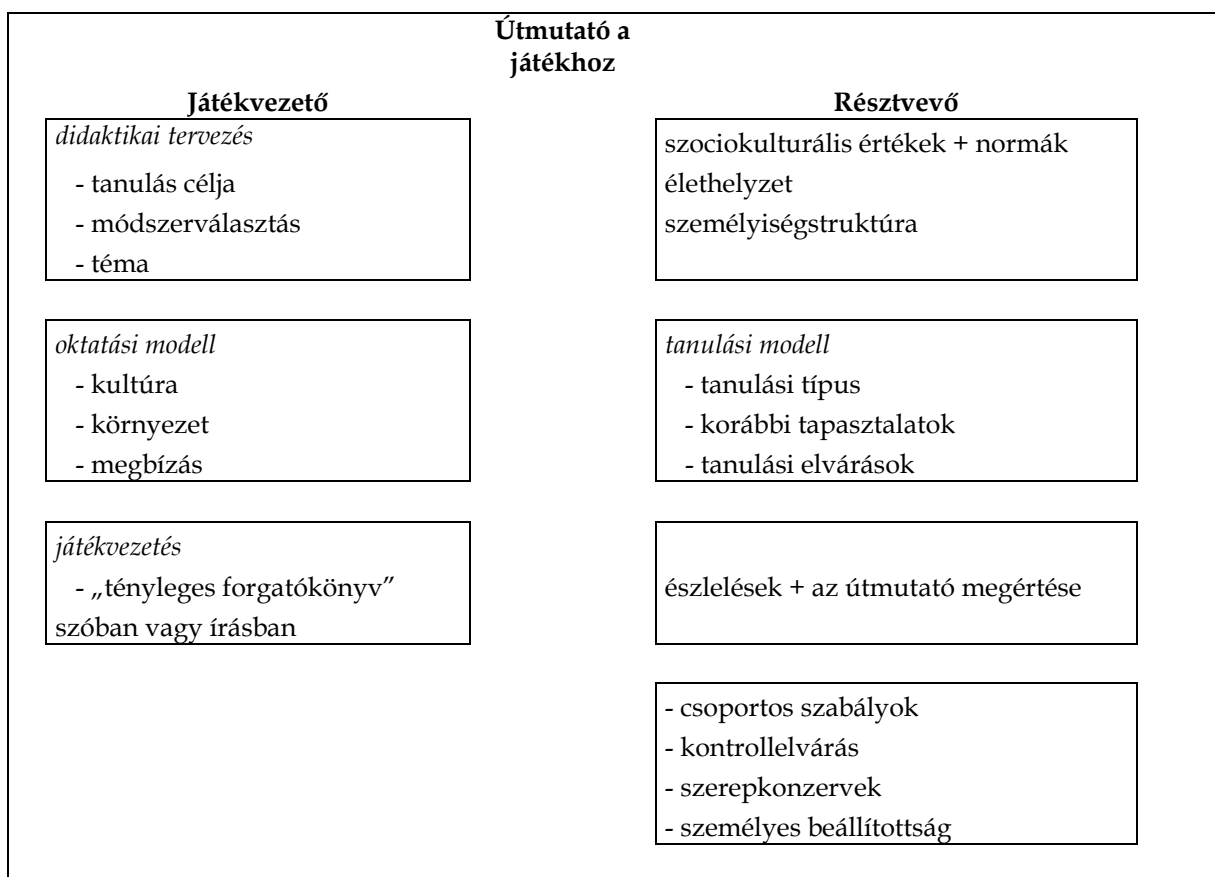 Útmutató a
játékhoz
Játékvezető
didaktikai tervezés
- tanulás célja
- módszerválasztás
- téma
oktatási modell
- kultúra
- környezet
- megbízás
játékvezetés
- „tényleges forgatókönyv”
szóban vagy írásban
Résztvevő
szociokulturális értékek + normák
élethelyzet
személyiségstruktúra
tanulási modell
- tanulási típus
- korábbi tapasztalatok
- tanulási elvárások
észlelések + az útmutató megértése
- csoportos szabályok
- kontrollelvárás
- szerepkonzervek
- személyes beállítottság